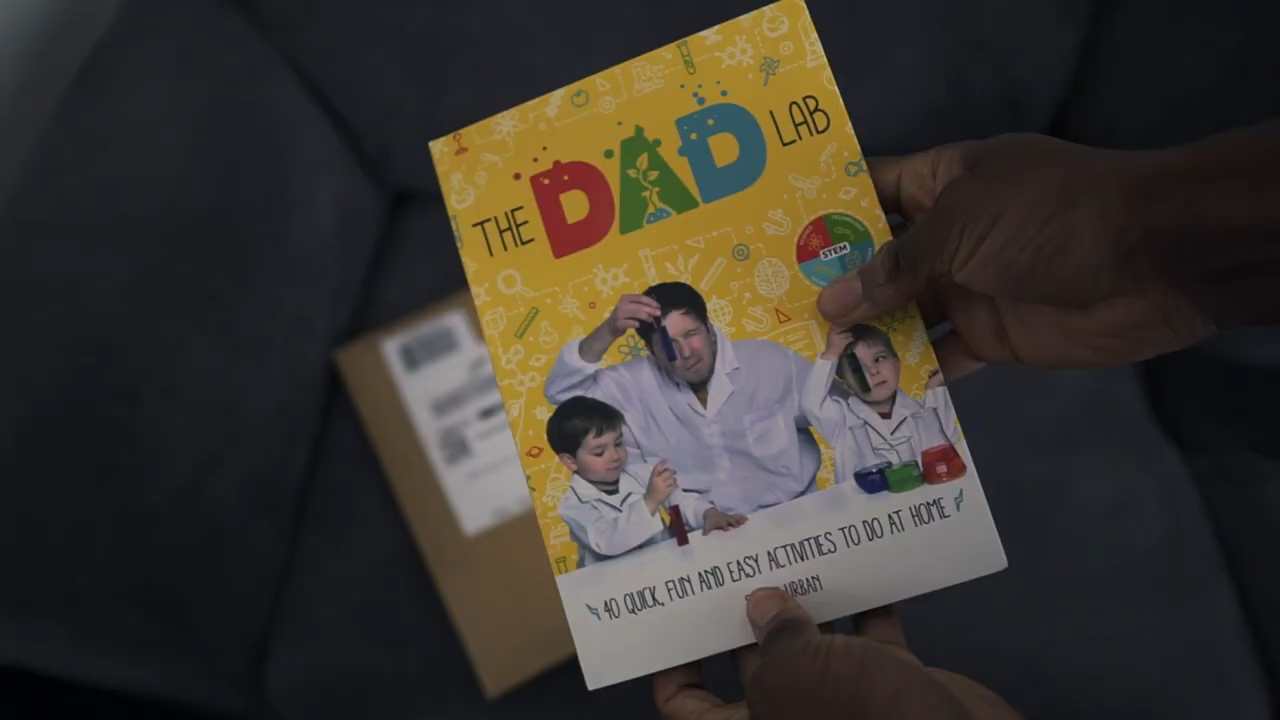 THE DAD LAB
STEM
40 QUICK, FUN AND EASY ACTIVITIES TO DO AT HOME
URBAN